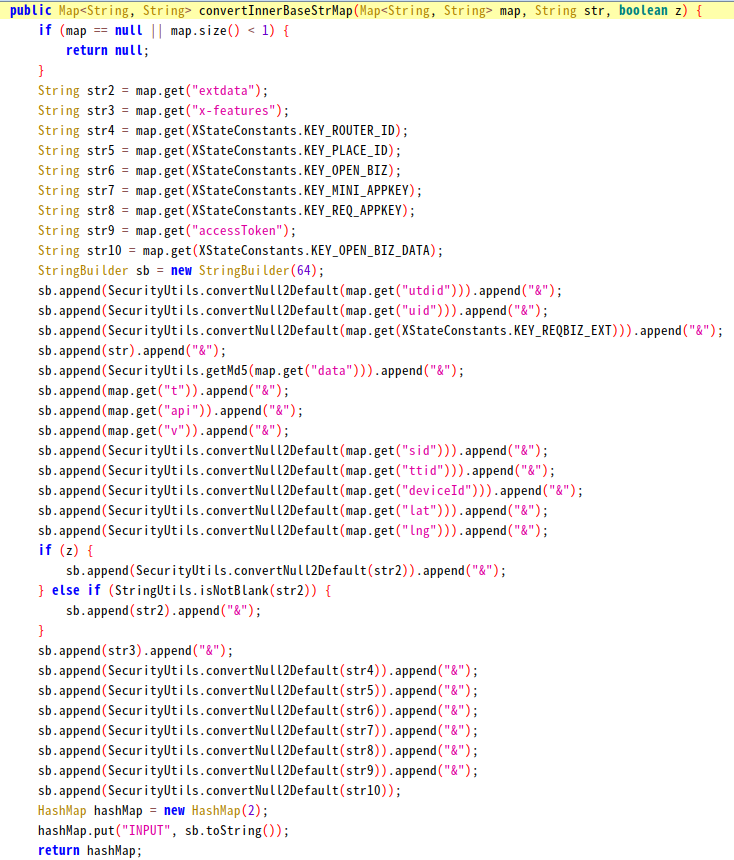 public Map<String, String> convertInnerBaseStrMap(Map<String, String> map, String str, boolean z) {
    if (map == null || map.size() < 1) {
        return null;
    }
    String str2 = map.get("extdata");
    String str3 = map.get("x-features");
    String str4 = map.get(XStateConstants.KEY_ROUTER_ID);
    String str5 = map.get(XStateConstants.KEY_PLACE_ID);
    String str6 = map.get(XStateConstants.KEY_OPEN_BIZ);
    String str7 = map.get(XStateConstants.KEY_MINI_APPKEY);
    String str8 = map.get(XStateConstants.KEY_REQ_APPKEY);
    String str9 = map.get("accessToken");
    String str10 = map.get(XStateConstants.KEY_OPEN_BIZ_DATA);
    StringBuilder sb = new StringBuilder(64);
    sb.append(SecurityUtils.convertNull2Default(map.get("utdid"))).append("&");
    sb.append(SecurityUtils.convertNull2Default(map.get("uid"))).append("&");
    sb.append(SecurityUtils.convertNull2Default(map.get(XStateConstants.KEY_REQBIZ_EXT))).append("&");
    sb.append(str).append("&");
    sb.append(SecurityUtils.getMd5(map.get("data"))).append("&");
    sb.append(map.get("t")).append("&");
    sb.append(map.get("api")).append("&");
    sb.append(map.get("v")).append("&");
    sb.append(SecurityUtils.convertNull2Default(map.get("sid"))).append("&");
    sb.append(SecurityUtils.convertNull2Default(map.get("ttid"))).append("&");
    sb.append(SecurityUtils.convertNull2Default(map.get("deviceId"))).append("&");
    sb.append(SecurityUtils.convertNull2Default(map.get("lat"))).append("&");
    sb.append(SecurityUtils.convertNull2Default(map.get("lng"))).append("&");
    if (z) {
        sb.append(SecurityUtils.convertNull2Default(str2)).append("&");
    } else if (StringUtils.isNotBlank(str2)) {
        sb.append(str2).append("&");
    }
    sb.append(str3).append("&");
    sb.append(SecurityUtils.convertNull2Default(str4)).append("&");
    sb.append(SecurityUtils.convertNull2Default(str5)).append("&");
    sb.append(SecurityUtils.convertNull2Default(str6)).append("&");
    sb.append(SecurityUtils.convertNull2Default(str7)).append("&");
    sb.append(SecurityUtils.convertNull2Default(str8)).append("&");
    sb.append(SecurityUtils.convertNull2Default(str9)).append("&");
    sb.append(SecurityUtils.convertNull2Default(str10));
    HashMap hashMap = new HashMap(2);
    hashMap.put("INPUT", sb.toString());
    return hashMap;